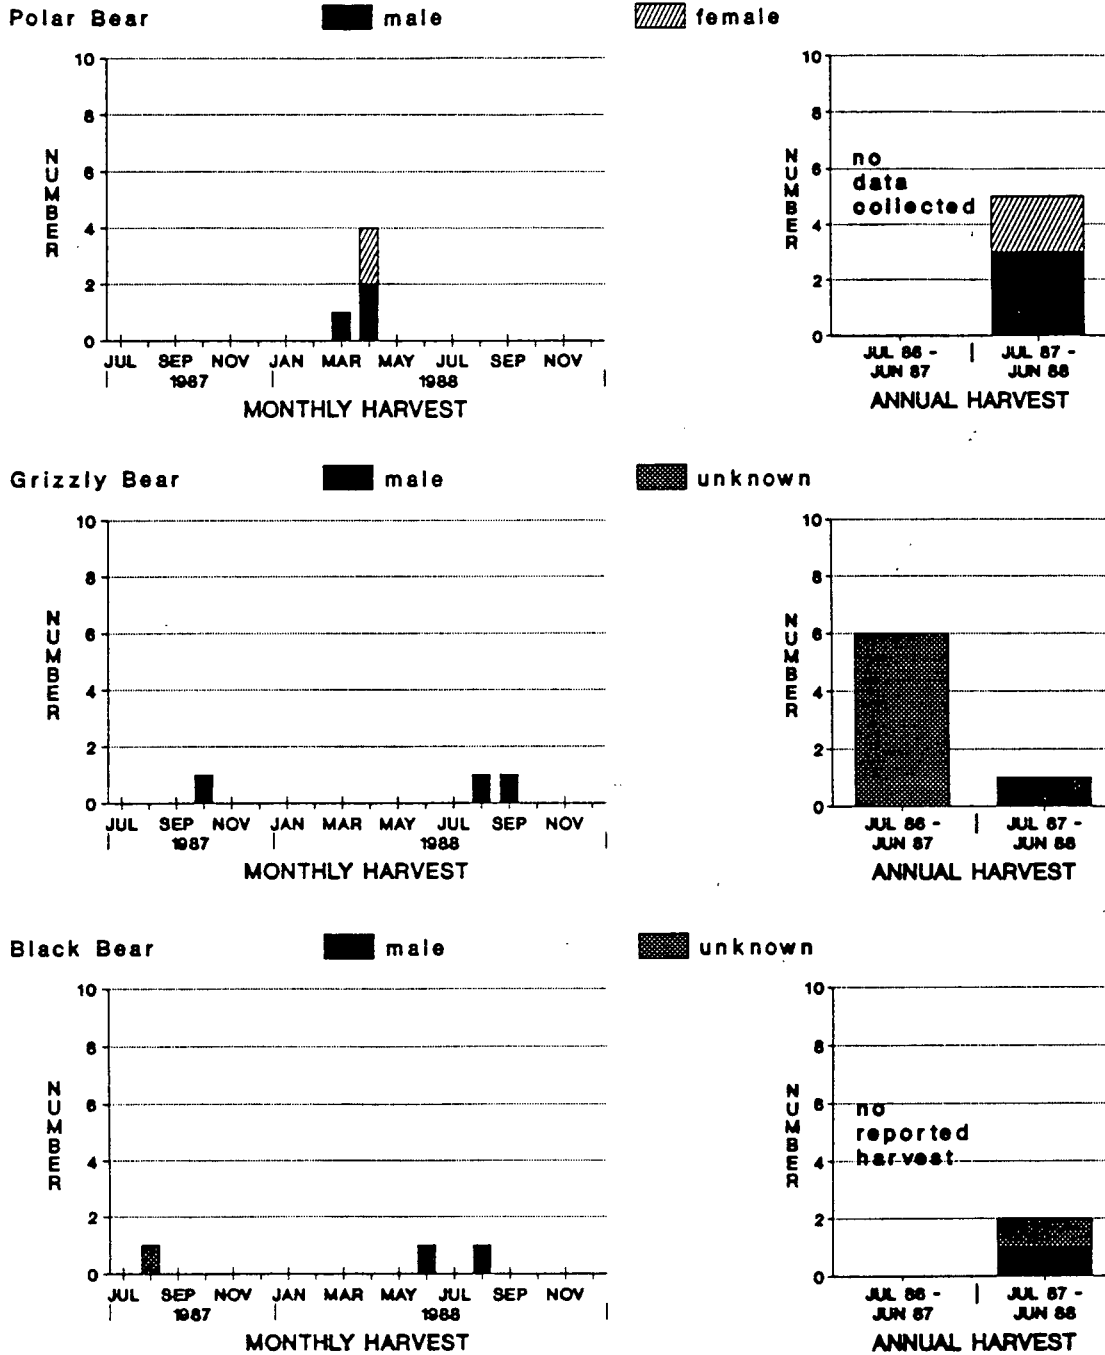 Polar Bear male female
10
8
6
4
2
0
NUMBER
JUL SEP NOV JAN MAR MAY JUL SEP NOV
1987 1988
MONTHLY HARVEST
10
8
6
4
2
0
NUMBER
no
data
collected
JUL 86 - JUL 87 -
JUN 87 JUN 88
ANNUAL HARVEST
Grizzly Bear male unknown
10
8
6
4
2
0
NUMBER
JUL SEP NOV JAN MAR MAY JUL SEP NOV
1987 1988
MONTHLY HARVEST
10
8
6
4
2
0
NUMBER
JUL 86 - JUL 87 -
JUN 87 JUN 88
ANNUAL HARVEST
Black Bear male unknown
10
8
6
4
2
0
NUMBER
JUL SEP NOV JAN MAR MAY JUL SEP NOV
1987 1988
MONTHLY HARVEST
10
8
6
4
2
0
NUMBER
no
reported
harvest
JUL 86 - JUL 87 -
JUN 87 JUN 88
ANNUAL HARVEST